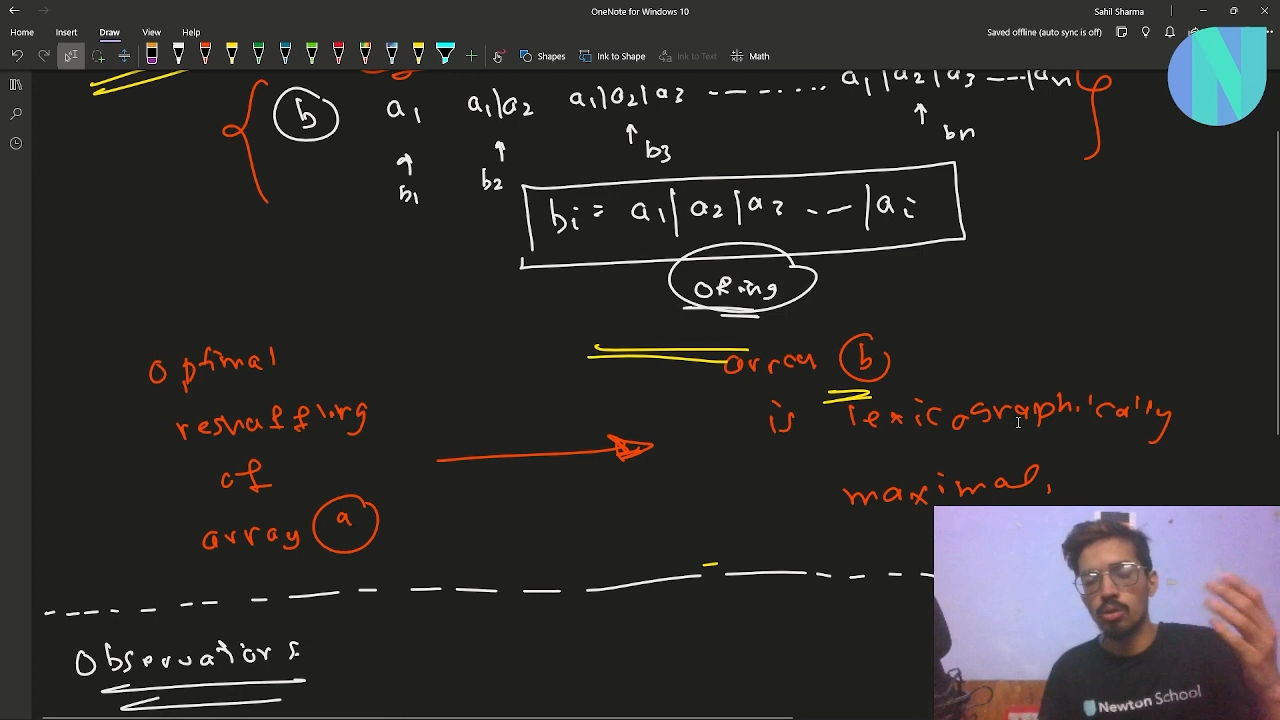 OneNote for Windows 10
Sahil Sharma
Home Insert Draw View Help
Saved offline (auto sync is off)
Shapes Ink to Shape Ink to Text Math
b a1 a1|a2 a1|a2|a3 -- -- . . . . . a1|a2|a3 -----|an
b1 b2 b3 bn
bi = a1|a2|a3 -- -- |ai
ORing
Optimal
reshuffling
of
array a
array b
is lexicographically
maximal.
Observations
Newton School